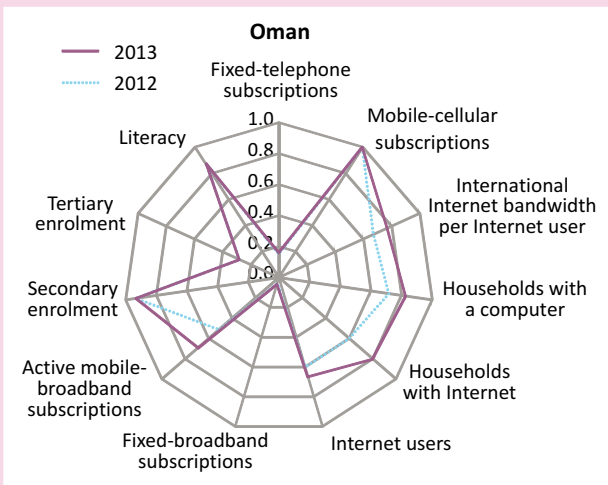 Oman
2013
2012
Fixed-telephone
subscriptions
Mobile-cellular
subscriptions
International
Internet bandwidth
per Internet user
Households with
a computer
Households
with Internet
Internet users
Fixed-broadband
subscriptions
Active mobile-
broadband
subscriptions
Secondary
enrolment
Tertiary
enrolment
Literacy
1.0
0.8
0.6
0.4
0.2
0.0